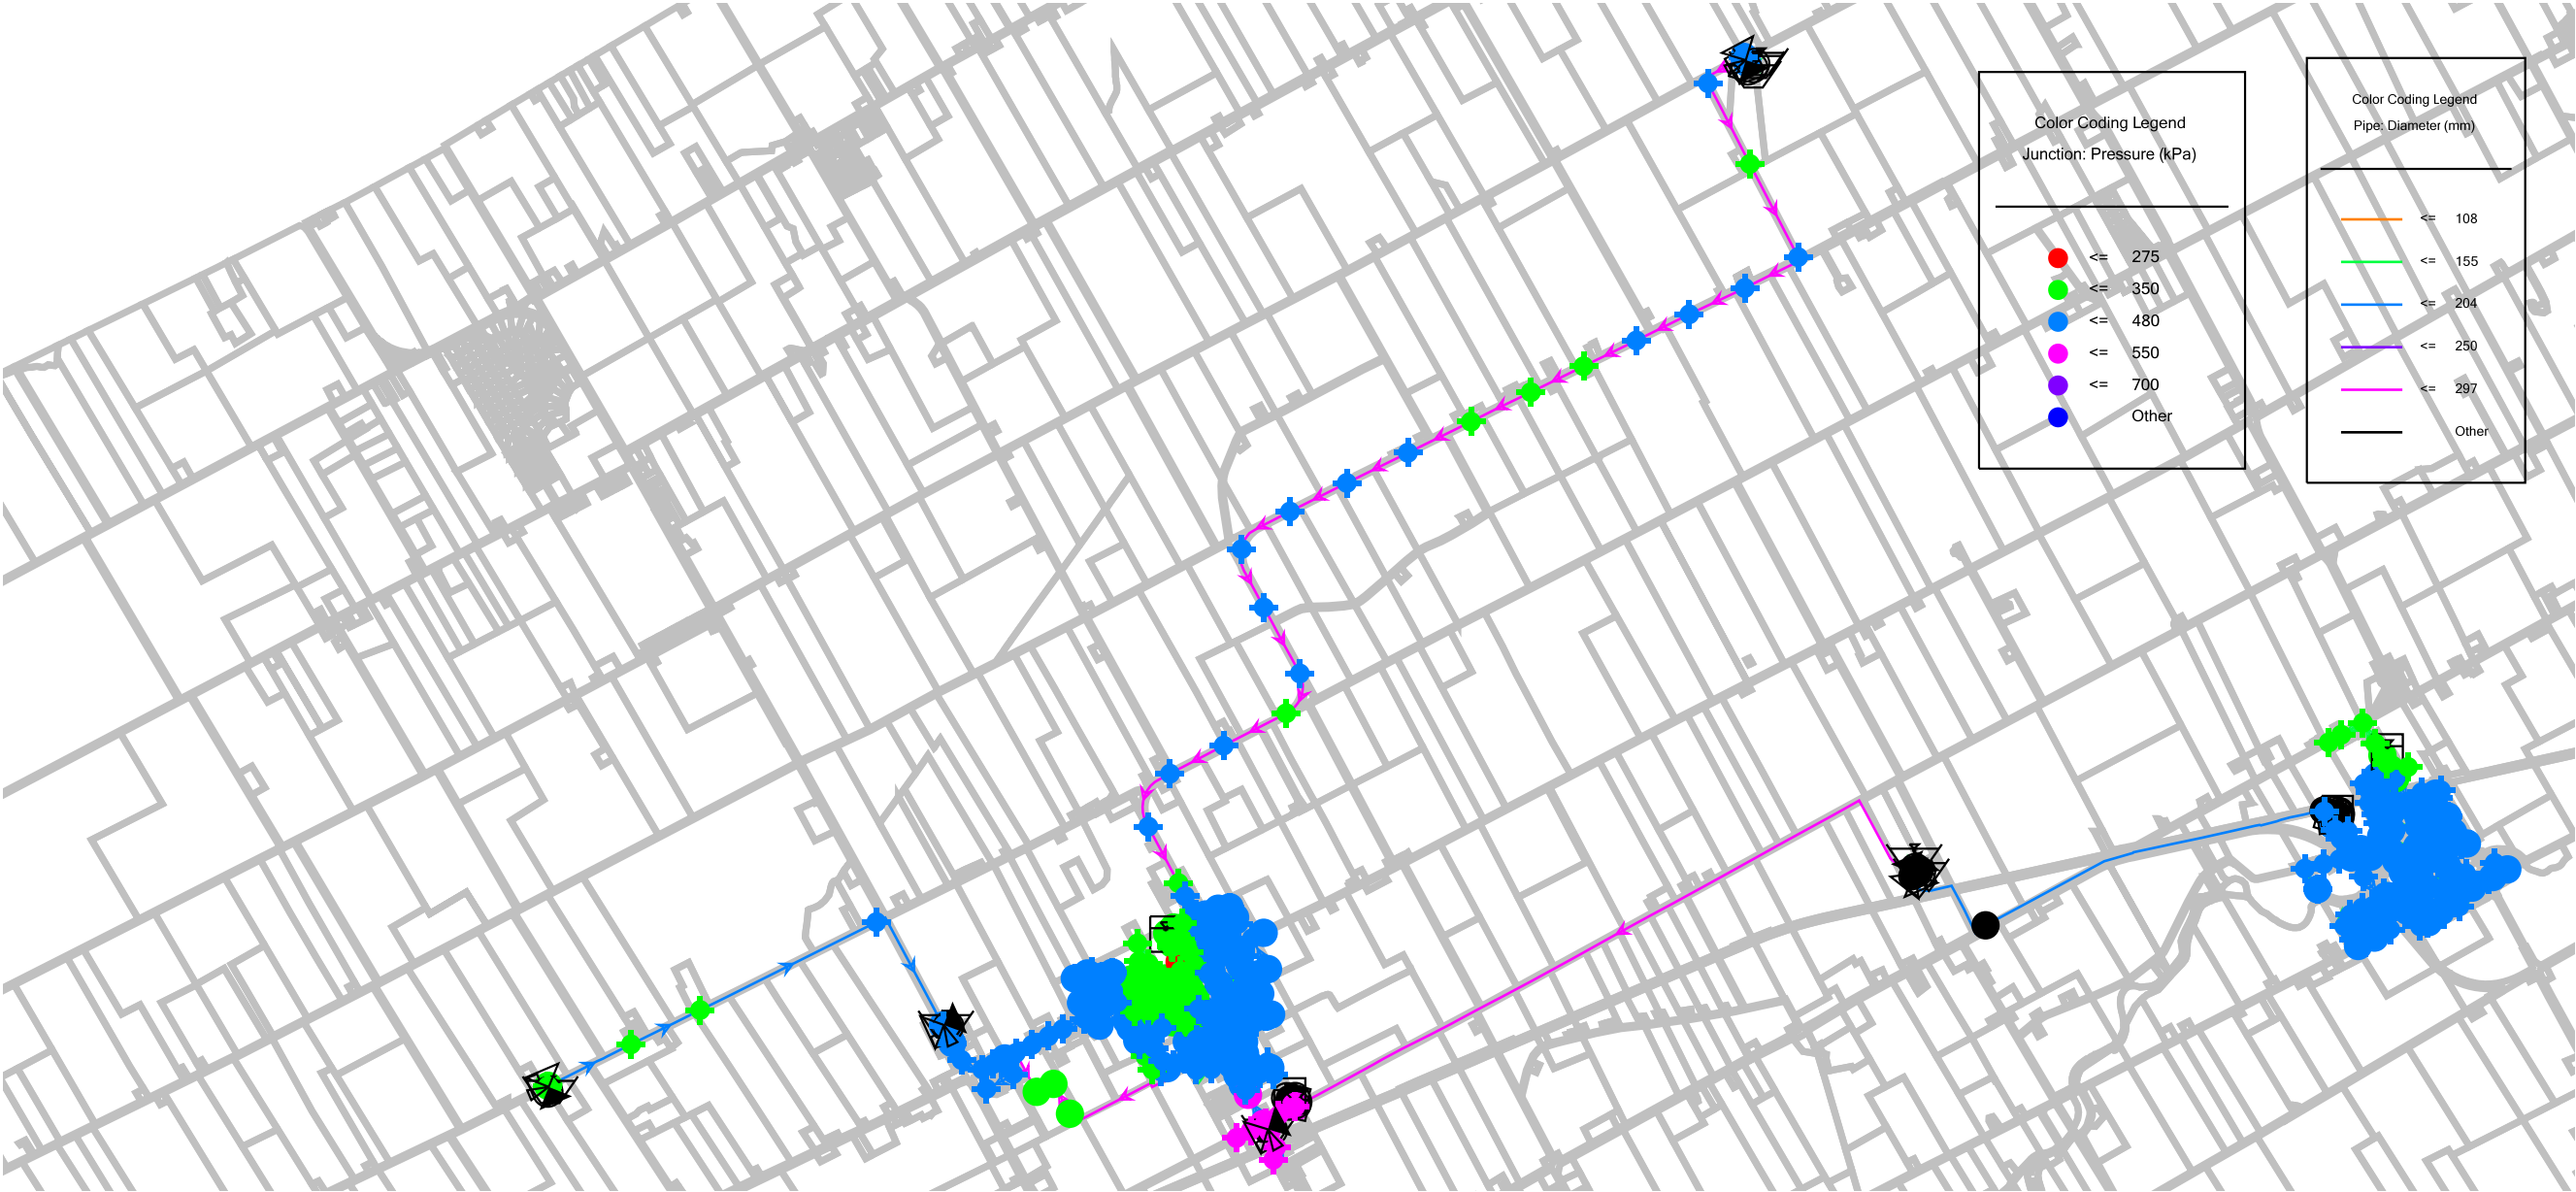 Color Coding Legend
Junction: Pressure (kPa)
<= 275
<= 350
<= 480
<= 550
<= 700
Other
Color Coding Legend
Pipe: Diameter (mm)
<= 108
<= 155
<= 204
<= 250
<= 297
Other